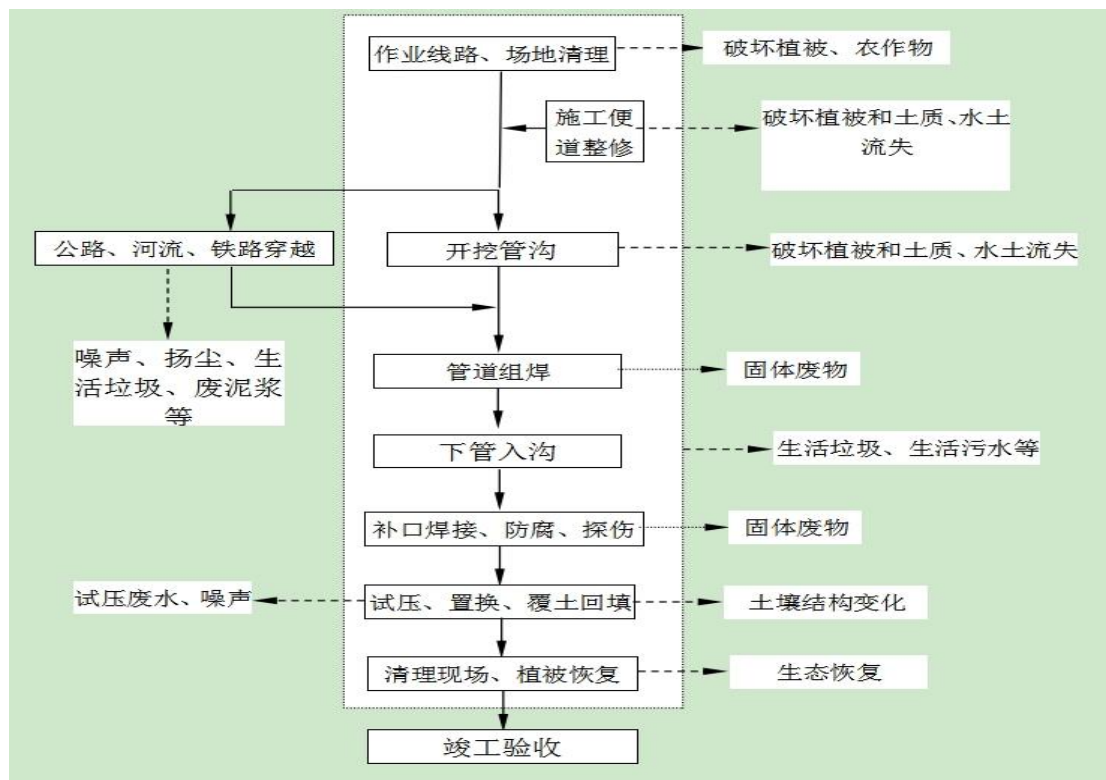 作业线路、场地清理
破坏植被、农作物
施工便
道整修
破坏植被和土质、水土
流失
公路、河流、铁路穿越
开挖管沟
破坏植被和土质、水土流失
噪声、扬尘、生
活垃圾、废泥浆
等
管道组焊
固体废物
下管入沟
生活垃圾、生活污水等
补口焊接、防腐、探伤
固体废物
试压废水、噪声
试压、置换、覆土回填
土壤结构变化
清理现场、植被恢复
生态恢复
竣工验收